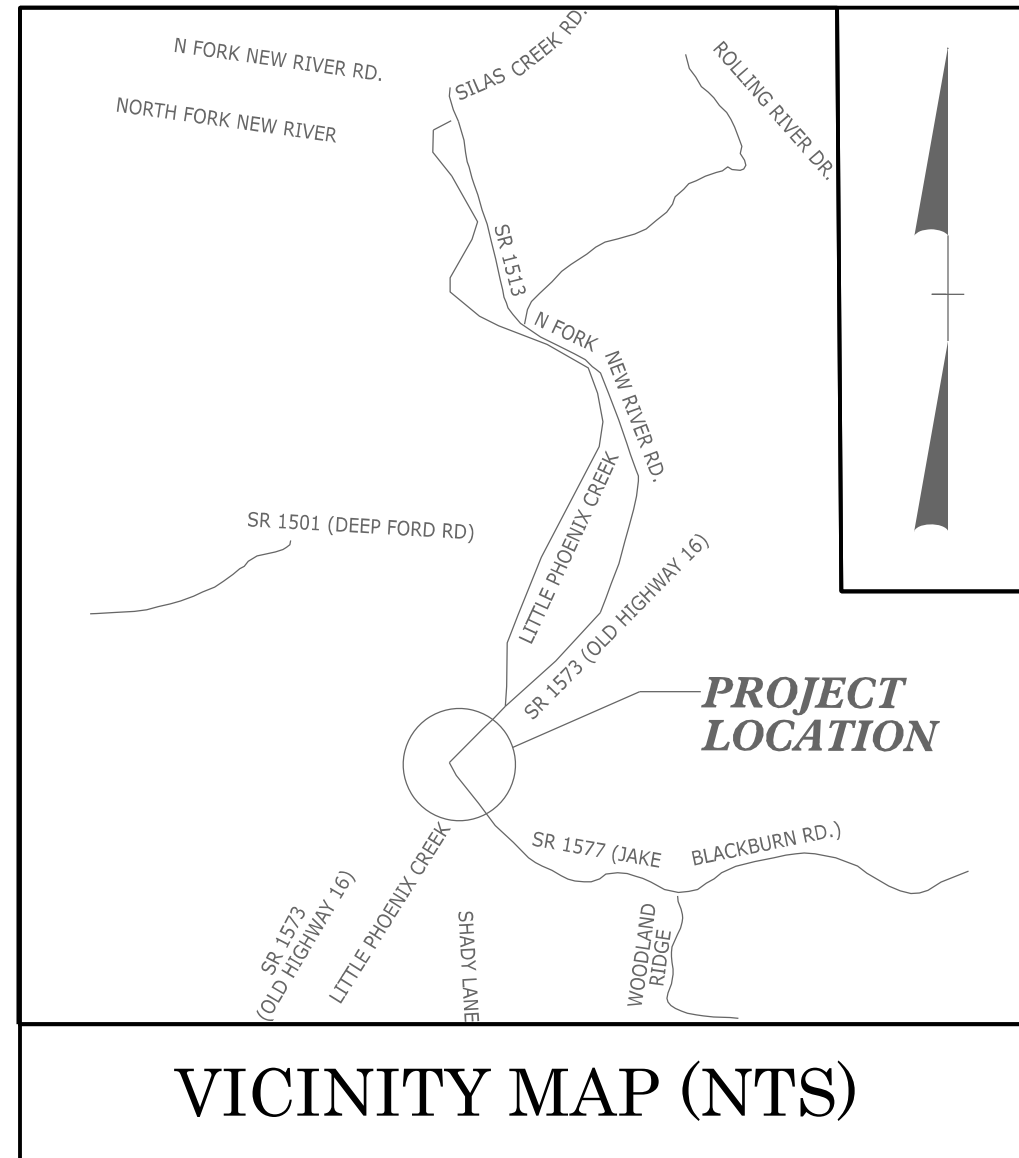 N FORK NEW RIVER RD.
SILAS CREEK RD.
ROLLING RIVER DR.
NORTH FORK NEW RIVER
SR 1513
N FORK NEW RIVER RD.
LITTLE PHOENIX CREEK
SR 1501 (DEEP FORD RD)
SR 1573 (OLD HIGHWAY 16)
PROJECT
LOCATION
SR 1577 (JAKE BLACKBURN RD.)
LITTLE PHOENIX CREEK
SR 1573
(OLD HIGHWAY 16)
SHADY LANE
WOODLAND
RIDGE
VICINITY MAP (NTS)